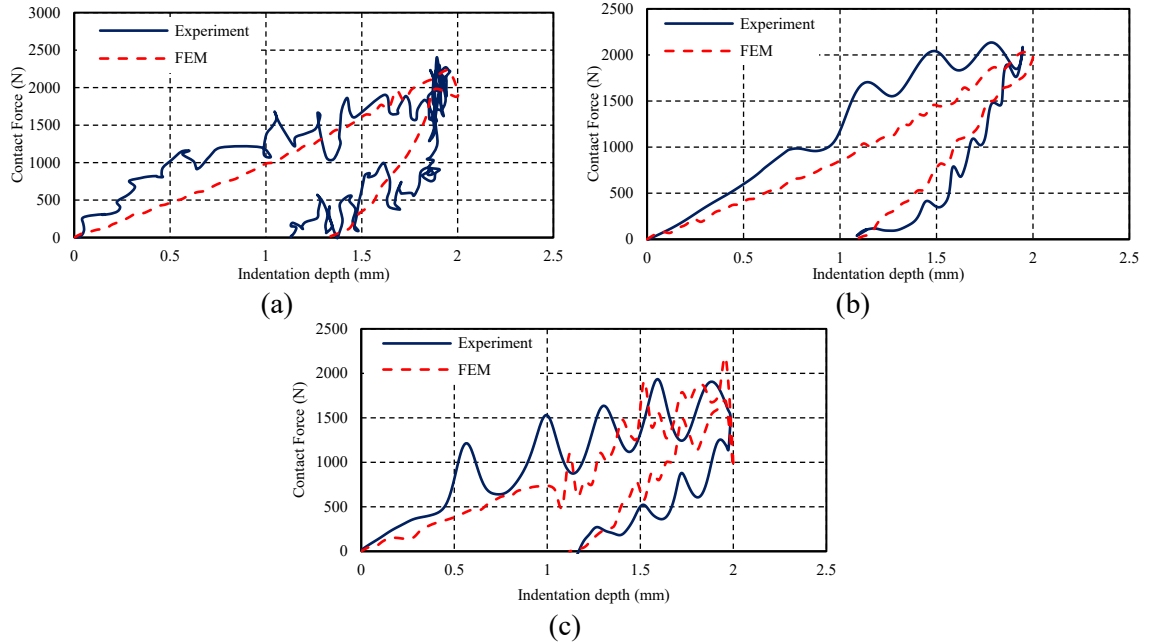 3000
2500
2000
1500
1000
500
0
Contact Force (N)
Experiment
FEM
0 0.5 1 1.5 2 2.5
Indentation depth (mm)
(a)
2500
2000
1500
1000
500
0
Contact Force (N)
Experiment
FEM
0 0.5 1 1.5 2 2.5
Indentation depth (mm)
(b)
2500
2000
1500
1000
500
0
Contact Force (N)
Experiment
FEM
0 0.5 1 1.5 2 2.5
Indentation depth (mm)
(c)